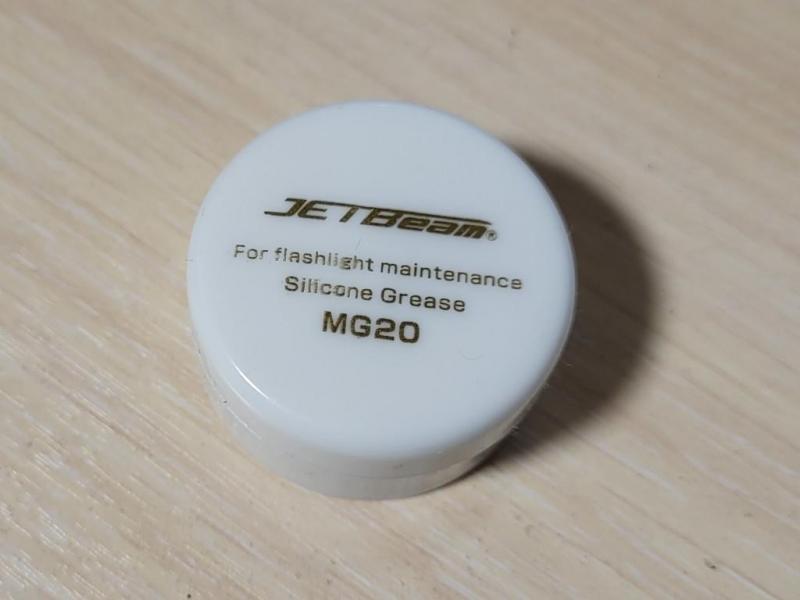 JETBeam®
For flashlight maintenance
Silicone Grease
MG20